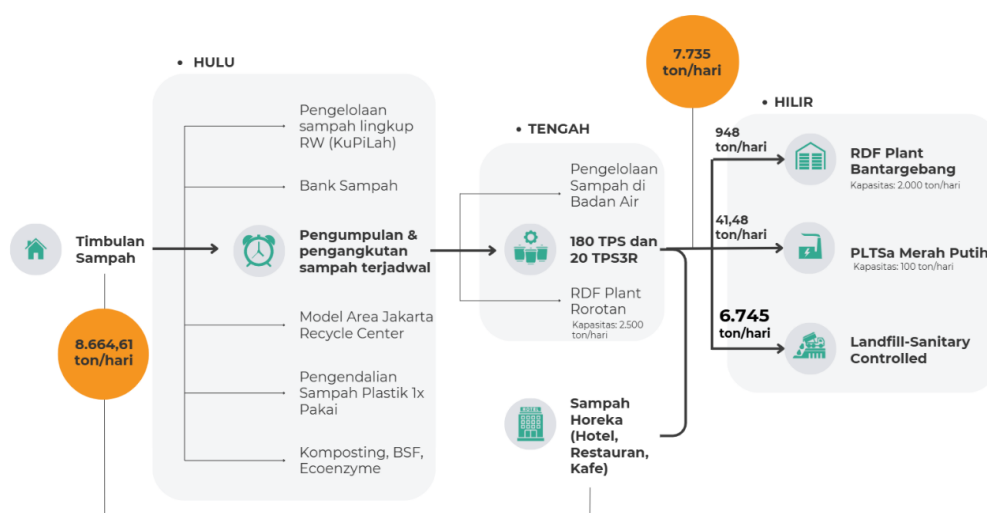 • HULU
Pengelolaan
sampah lingkup
RW (KuPiLah)
Bank Sampah
Timbulan
Sampah
Pengumpulan &
pengangkutan
sampah terjadwal
8.664,61
ton/hari
Model Area Jakarta
Recycle Center
Pengendalian
Sampah Plastik 1x
Pakai
Komposting, BSF,
Ecoenzyme
• TENGAH
Pengelolaan
Sampah di
Badan Air
180 TPS dan
20 TPS3R
RDF Plant
Rorotan
Kapasitas: 2.500
ton/hari
HOTEL
Sampah
Horeka
(Hotel,
Restauran,
Kafe)
7.735
ton/hari
• HILIR
948
ton/hari
RDF Plant
Bantargebang
Kapasitas: 2.000 ton/hari
41,48
ton/hari
PLTSa Merah Putih
Kapasitas: 100 ton/hari
6.745
ton/hari
Landfill-Sanitary
Controlled